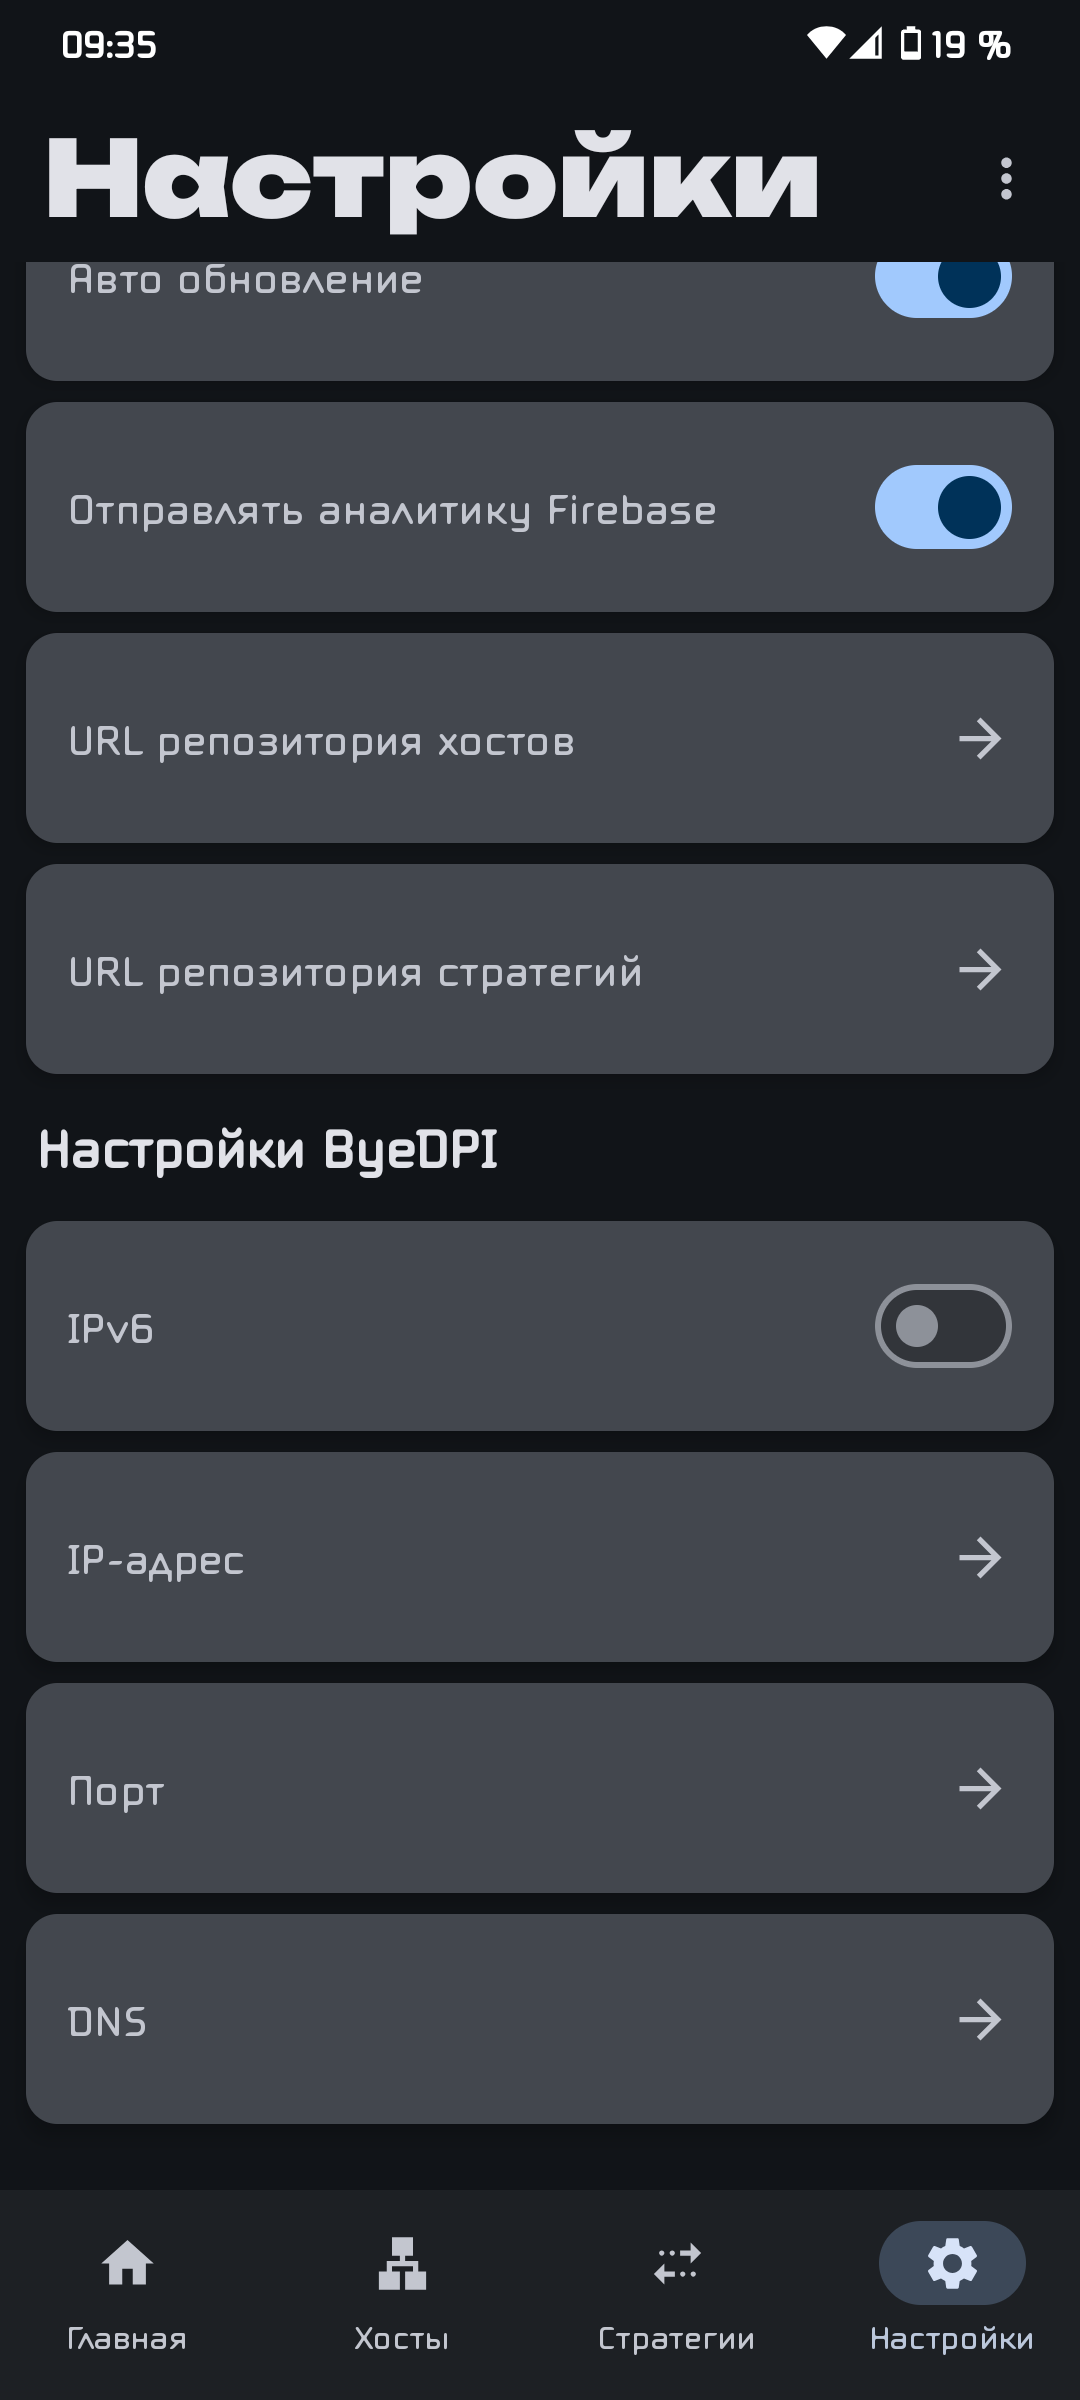 09:35
19 %
Настройки
Авто обновление
Отправлять аналитику Firebase
URL репозитория хостов
URL репозитория стратегий
Настройки ByeDPI
IPv6
IP-адрес
Порт
DNS
Главная
Хосты
Стратегии
Настройки